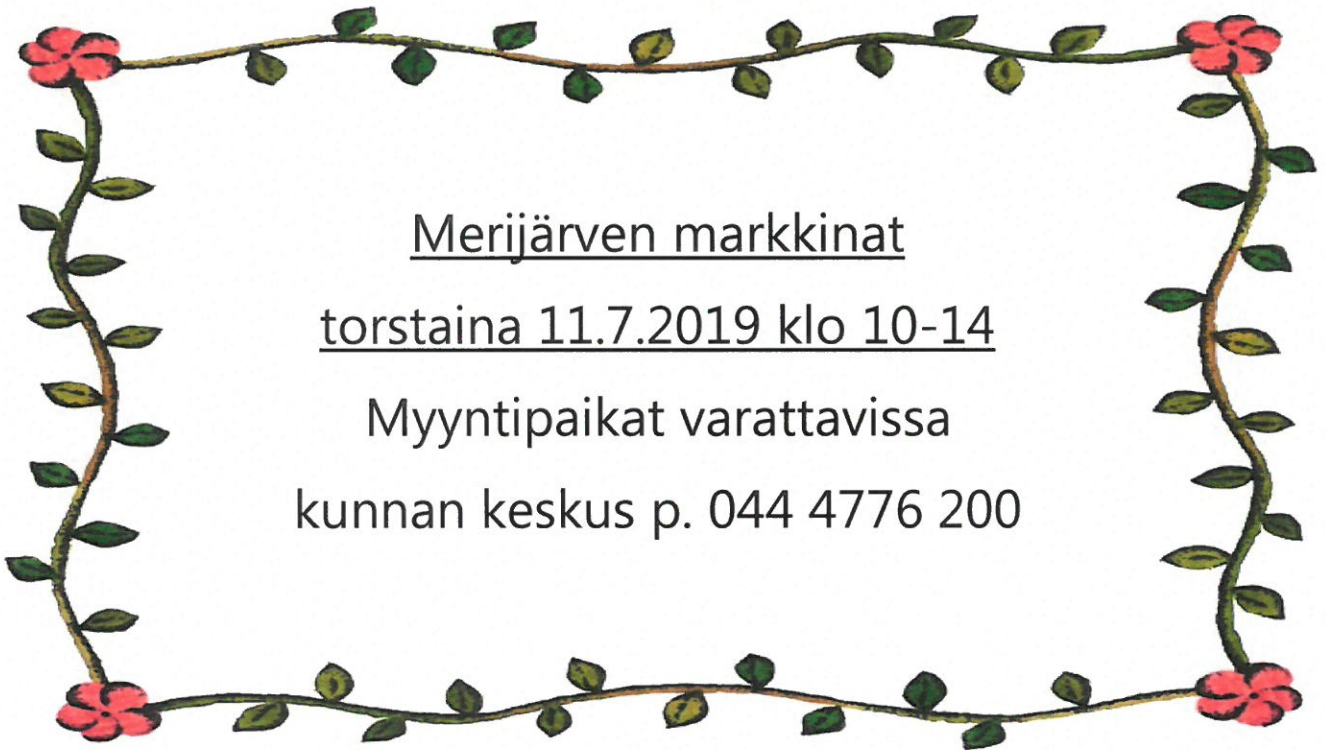 Merijärven markkinat
torstaina 11.7.2019 klo 10-14
Myyntipaikat varattavissa
kunnan keskus p. 044 4776 200